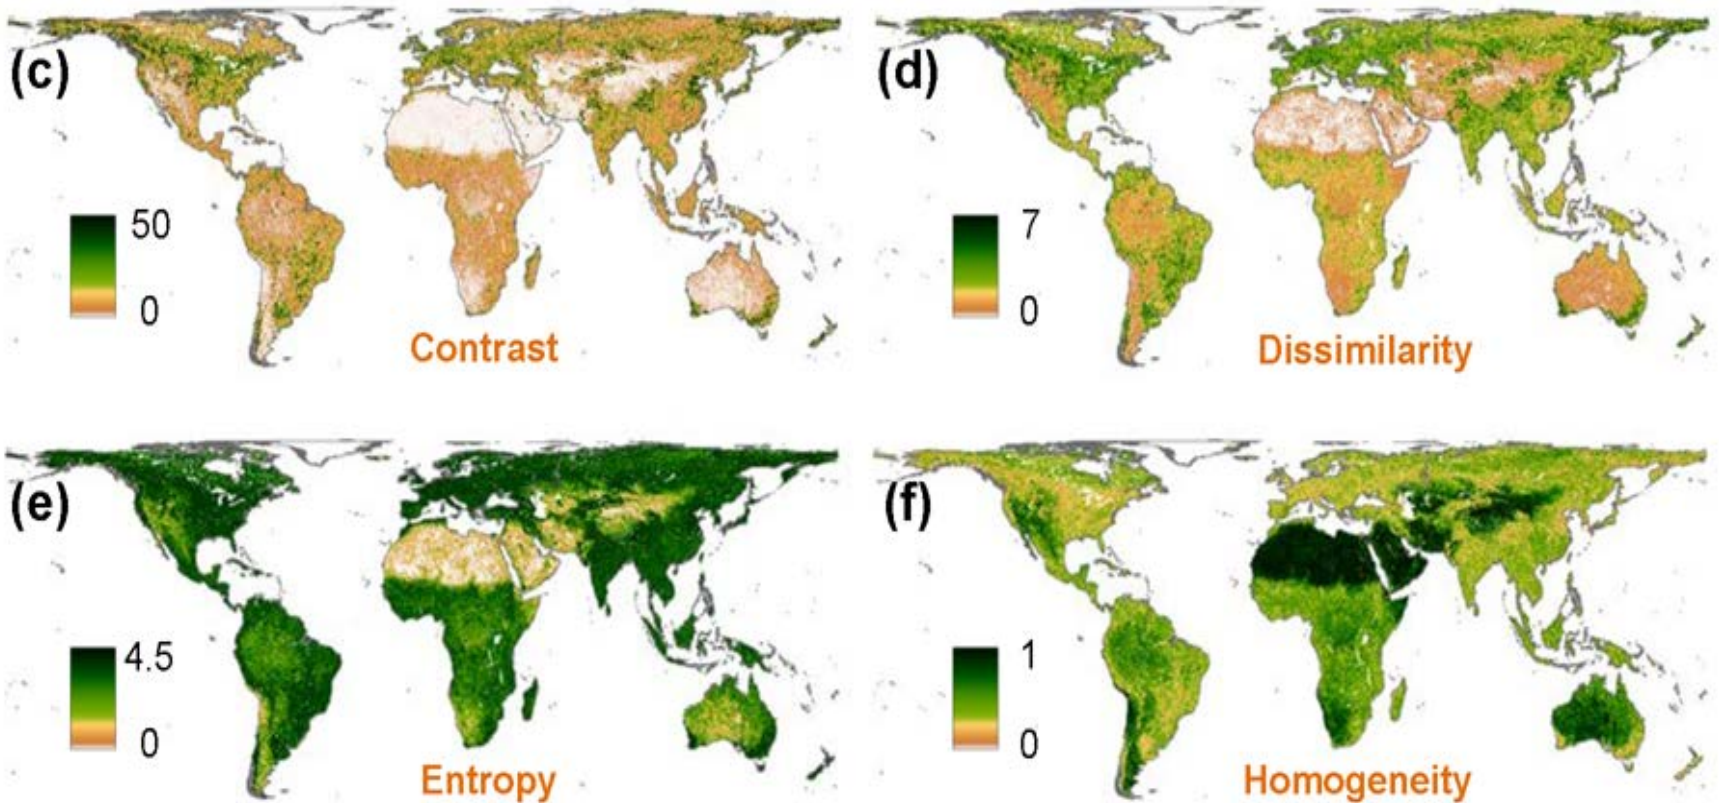 (c)
50
0
Contrast
(d)
7
0
Dissimilarity
(e)
4.5
0
Entropy
(f)
1
0
Homogeneity